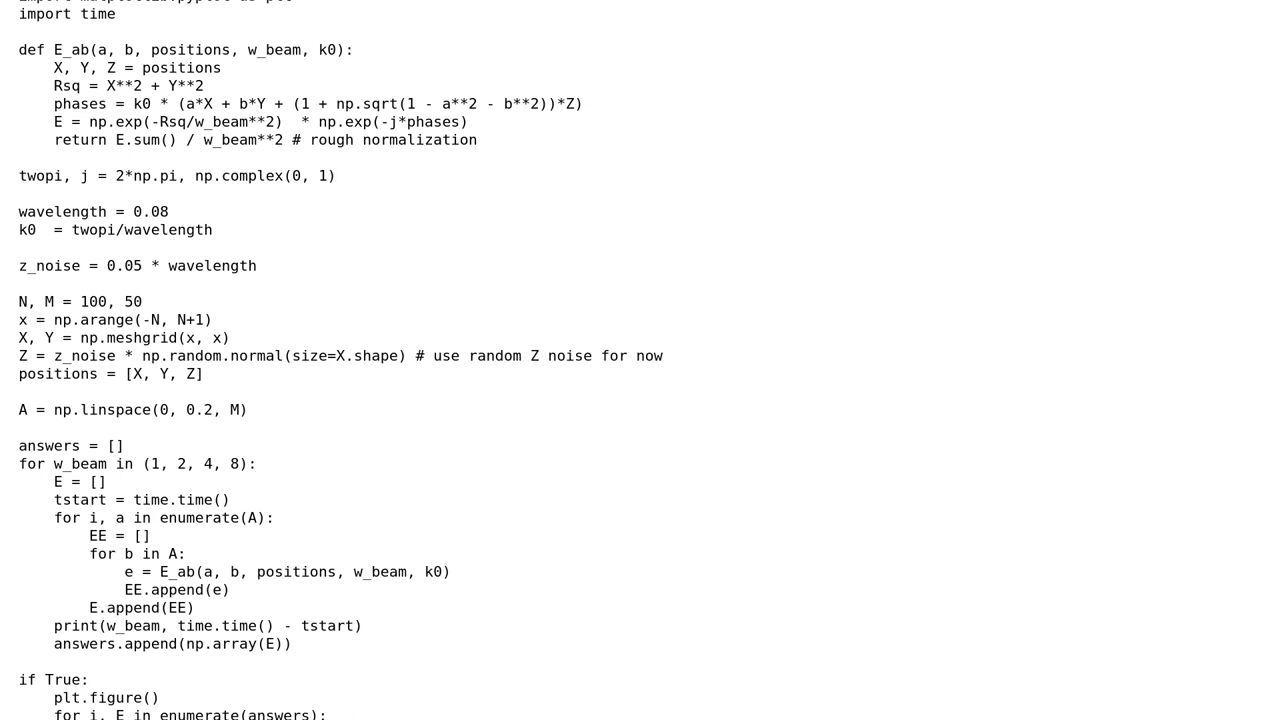 import time
def E_ab(a, b, positions, w_beam, k0):
    X, Y, Z = positions
    Rsq = X**2 + Y**2
    phases = k0 * (a*X + b*Y + (1 + np.sqrt(1 - a**2 - b**2))*Z)
    E = np.exp(-Rsq/w_beam**2)  * np.exp(-j*phases)
    return E.sum() / w_beam**2 # rough normalization
twopi, j = 2*np.pi, np.complex(0, 1)
wavelength = 0.08
k0  = twopi/wavelength
z_noise = 0.05 * wavelength
N, M = 100, 50
x = np.arange(-N, N+1)
X, Y = np.meshgrid(x, x)
Z = z_noise * np.random.normal(size=X.shape) # use random Z noise for now
positions = [X, Y, Z]
A = np.linspace(0, 0.2, M)
answers = []
for w_beam in (1, 2, 4, 8):
    E = []
    tstart = time.time()
    for i, a in enumerate(A):
        EE = []
        for b in A:
            e = E_ab(a, b, positions, w_beam, k0)
            EE.append(e)
        E.append(EE)
    print(w_beam, time.time() - tstart)
    answers.append(np.array(E))
if True:
    plt.figure()
    for i, E in enumerate(answers):